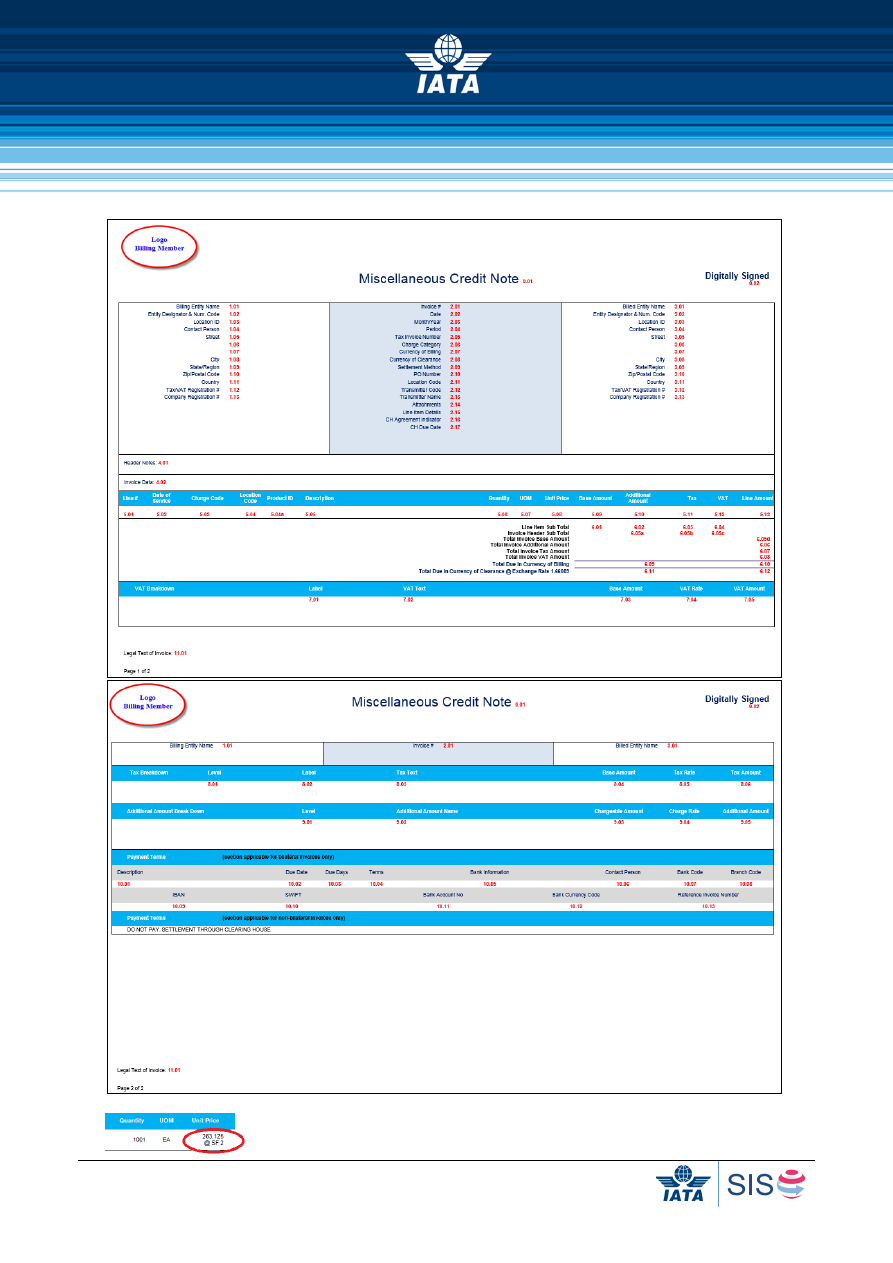 IATA
Logo
Billing Member
Miscellaneous Credit Note 0.01
Digitally Signed
0.02
Billing Entity Name 1.01
Entity Designator & Num. Code 1.02
Location ID 1.03
Contact Person 1.04
Street 1.05
1.06
1.07
City 1.08
State/Region 1.09
Zip/Postal Code 1.10
Country 1.11
Tax/VAT Registration # 1.12
Company Registration # 1.13
Invoice # 2.01
Date 2.02
Month/Year 2.03
Period 2.04
Tax Invoice Number 2.05
Charge Category 2.06
Currency of Billing 2.07
Currency of Clearance 2.08
Settlement Method 2.09
PO Number 2.10
Location Code 2.11
Transmitter Code 2.12
Transmitter Name 2.13
Attachments 2.14
Line Item Details 2.15
CH Agreement Indicator 2.16
CH Due Date 2.17
Billed Entity Name 3.01
Entity Designator & Num. Code 3.02
Location ID 3.03
Contact Person 3.04
Street 3.05
3.06
3.07
City 3.08
State/Region 3.09
Zip/Postal Code 3.10
Country 3.11
Tax/VAT Registration # 3.12
Company Registration # 3.13
Header Notes: 4.01
Invoice Data: 4.02
Line # Date of Service Charge Code Location Code Product ID Description Quantity UOM Unit Price Base Amount Additional Amount Tax VAT Line Amount
5.01 5.02 5.03 5.04 5.04a 5.05 5.06 5.07 5.08 5.09 5.10 5.11 5.12 5.13
Line Item Sub Total 6.01 6.02 6.03 6.04
Invoice Header Sub Total 6.05a 6.05b 6.05c
Total Invoice Base Amount 6.05d
Total Invoice Additional Amount 6.06
Total Invoice Tax Amount 6.07
Total Invoice VAT Amount 6.08
Total Due in Currency of Billing 6.09 6.10
Total Due in Currency of Clearance @ Exchange Rate 6.11 6.12
VAT Breakdown Label VAT Text Base Amount VAT Rate VAT Amount
7.01 7.02 7.03 7.04 7.05
Legal Text of Invoice: 11.01
Page 1 of 2
Logo
Billing Member
Miscellaneous Credit Note 0.01
Digitally Signed
0.02
Billing Entity Name 1.01
Invoice # 2.01
Billed Entity Name 3.01
Tax Breakdown Level Label Tax Text Base Amount Tax Rate Tax Amount
8.01 8.02 8.03 8.04 8.05 8.06
Additional Amount Break Down Level Additional Amount Name Chargeable Amount Charge Rate Additional Amount
9.01 9.02 9.03 9.04 9.05
Payment Terms (section applicable for bilateral invoices only)
Description Due Date Due Days Terms Bank Information Contact Person Bank Code Branch Code
10.01 10.02 10.03 10.04 10.05 10.06 10.07 10.08
IBAN SWIFT Bank Account No Bank Currency Code Reference Invoice Number
10.09 10.10 10.11 10.12 10.13
Payment Terms (section applicable for non-bilateral invoices only)
DO NOT PAY. SETTLEMENT THROUGH CLEARING HOUSE
Legal Text of Invoice: 11.01
Page 2 of 2
Quantity UOM Unit Price
1001 EA 263.125
@ SF 2
IATA SIS